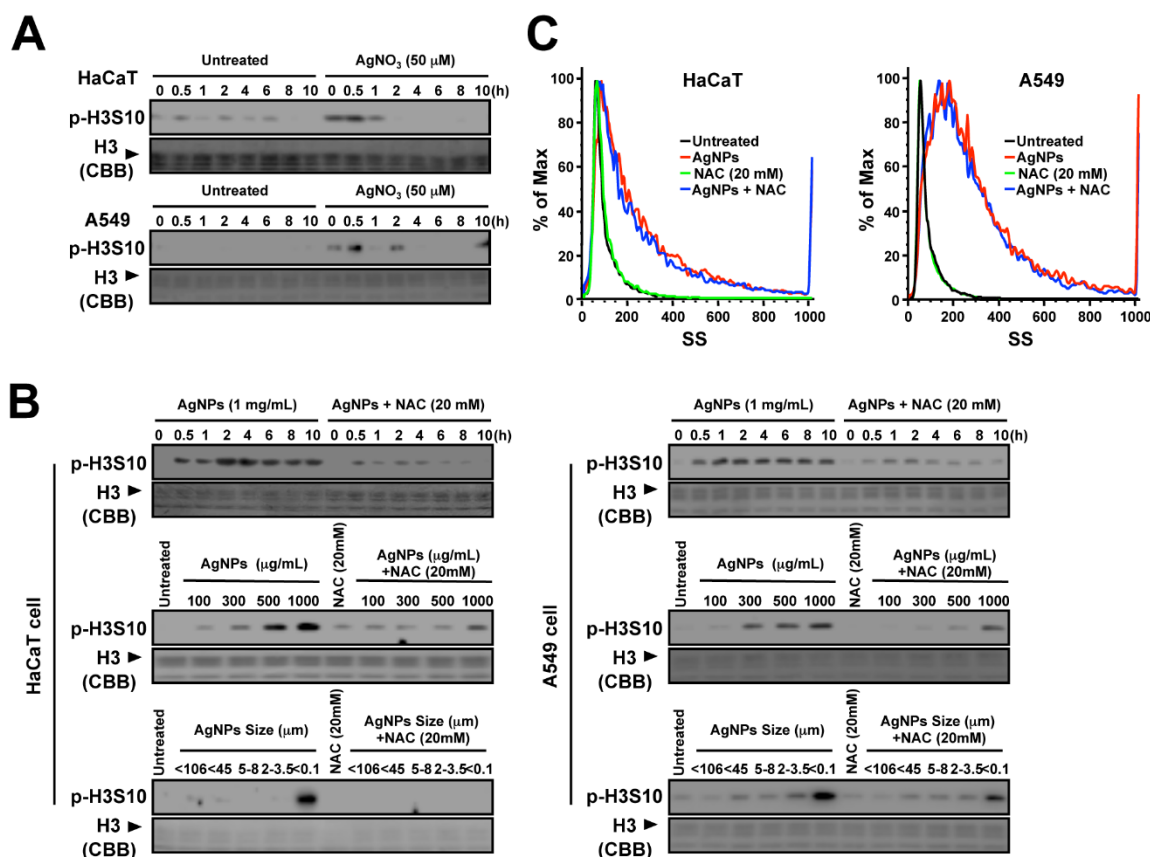 A
Untreated AgNO3 (50 μM)
HaCaT
0 0.5 1 2 4 6 8 10 0 0.5 1 2 4 6 8 10(h)
p-H3S10
H3
(CBB)
Untreated AgNO3 (50 μM)
A549
0 0.5 1 2 4 6 8 10 0 0.5 1 2 4 6 8 10(h)
p-H3S10
H3
(CBB)
C
HaCaT
% of Max
100
80
60
40
20
0
Untreated
AgNPs
NAC (20 mM)
AgNPs + NAC
0 200 400 600 800 1000
SS
A549
% of Max
100
80
60
40
20
0
Untreated
AgNPs
NAC (20 mM)
AgNPs + NAC
0 200 400 600 800 1000
SS
B
HaCaT cell
AgNPs (1 mg/mL) AgNPs + NAC (20 mM)
0 0.5 1 2 4 6 8 10 0 0.5 1 2 4 6 8 10(h)
p-H3S10
H3
(CBB)
Untreated
AgNPs (μg/mL)
NAC (20mM)
AgNPs (μg/mL)
+NAC (20mM)
100 300 500 1000 100 300 500 1000
p-H3S10
H3
(CBB)
Untreated
AgNPs Size (μm)
NAC (20mM)
AgNPs Size (μm)
+NAC (20mM)
<106 <45 5-8 2-3.5 <0.1 <106 <45 5-8 2-3.5 <0.1
p-H3S10
H3
(CBB)
A549 cell
AgNPs (1 mg/mL) AgNPs + NAC (20 mM)
0 0.5 1 2 4 6 8 10 0 0.5 1 2 4 6 8 10(h)
p-H3S10
H3
(CBB)
Untreated
AgNPs (μg/mL)
NAC (20mM)
AgNPs (μg/mL)
+NAC (20mM)
100 300 500 1000 100 300 500 1000
p-H3S10
H3
(CBB)
Untreated
AgNPs Size (μm)
NAC (20mM)
AgNPs Size (μm)
+NAC (20mM)
<106 <45 5-8 2-3.5 <0.1 <106 <45 5-8 2-3.5 <0.1
p-H3S10
H3
(CBB)